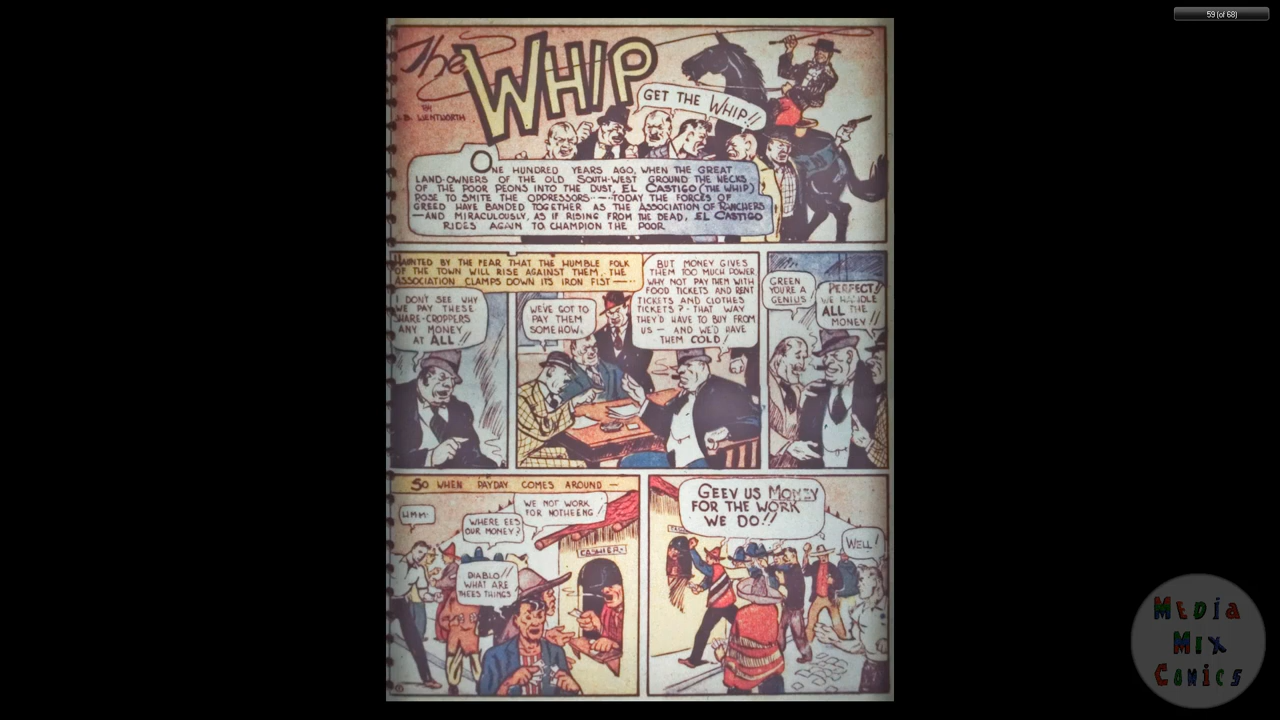 59 (of 68)
The
WHIP
GET THE WHIP!!
WENTWORTH
ONE HUNDRED YEARS AGO, WHEN THE GREAT
LAND-OWNERS OF THE OLD SOUTH-WEST GROUND THE NECKS
OF THE POOR PEONS INTO THE DUST, EL CASTIGO (THE WHIP)
ROSE TO SMITE THE OPPRESSORS--TODAY THE FORCES OF
GREED HAVE BANDED TOGETHER AS THE ASSOCIATION OF RANCHERS
—AND MIRACULOUSLY, AS IF RISING FROM THE DEAD, EL CASTIGO
RIDES AGAIN TO CHAMPION THE POOR
HAUNTED BY THE FEAR THAT THE HUMBLE FOLK
OF THE TOWN WILL RISE AGAINST THEM, THE
ASSOCIATION CLAMPS DOWN ITS IRON FIST —--
I DON'T SEE WHY
WE PAY THESE
SHARE-CROPPERS
ANY MONEY
AT ALL!!
WE'VE GOT TO
PAY THEM
SOMEHOW.
BUT MONEY GIVES
THEM TOO MUCH POWER
WHY NOT PAY THEM WITH
FOOD TICKETS AND RENT
TICKETS AND CLOTHES
TICKETS?- THAT WAY
THEY'D HAVE TO BUY FROM
US — AND WE'D HAVE
THEM COLD!
GREEN
YOU'RE A
GENIUS!
PERFECT!!
WE HANDLE
ALL THE
MONEY!!
SO WHEN PAYDAY COMES AROUND —
HMM-
WHERE EES
OUR MONEY?
WE NOT WORK
FOR NOTHEENG!
CASHIER-
DIABLO!!
WHAT ARE
THEES THINGS
GEEV US MONEY
FOR THE WORK
WE DO!!
WELL!
MEDIA
MIX
COMICS